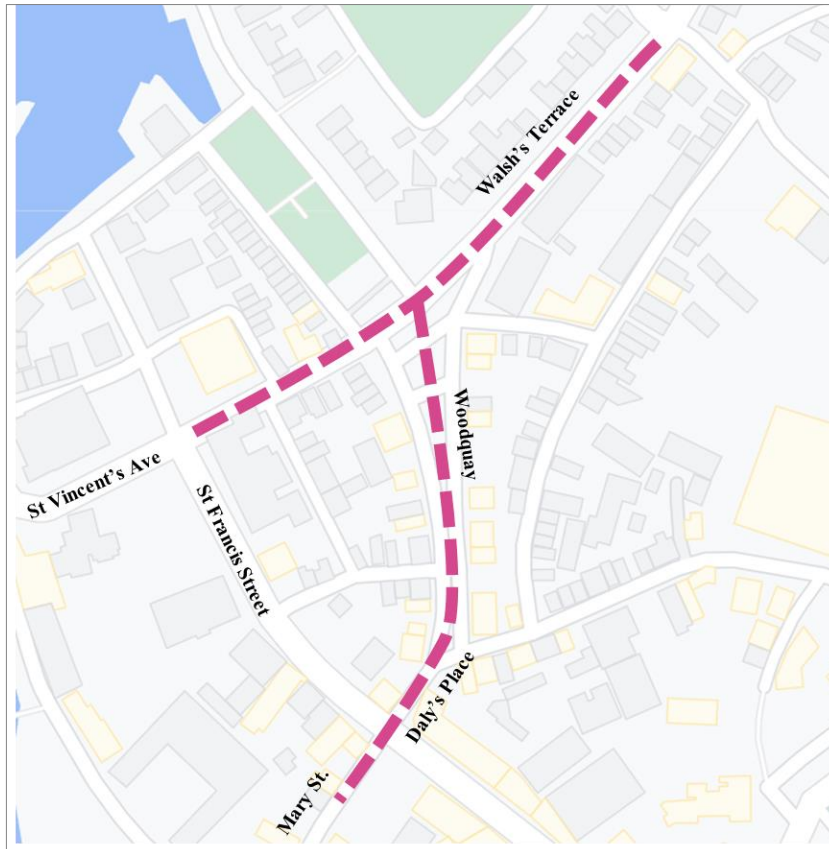 Walsh's Terrace
Woodquay
St Vincent's Ave
St Francis Street
Daly's Place
Mary St.